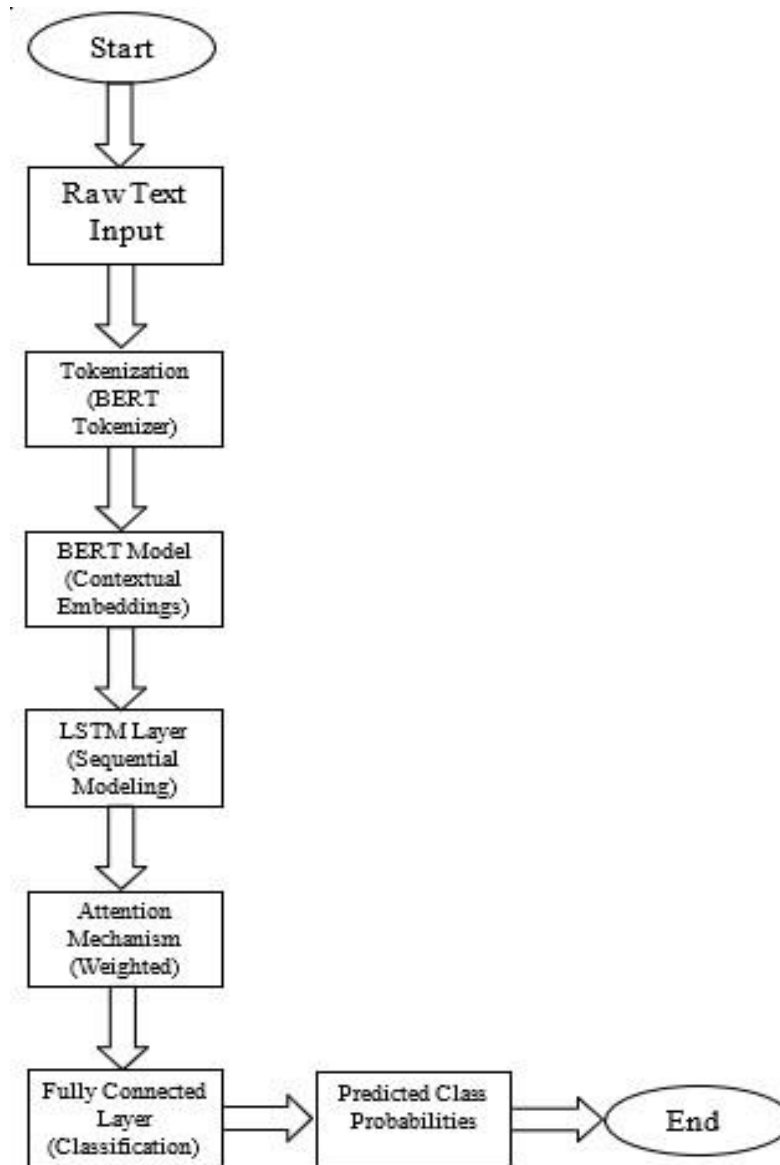 Start
Raw Text
Input
Tokenization
(BERT
Tokenizer)
BERT Model
(Contextual
Embeddings)
LSTM Layer
(Sequential
Modeling)
Attention
Mechanism
(Weighted)
Fully Connected
Layer
(Classification)
Predicted Class
Probabilities
End